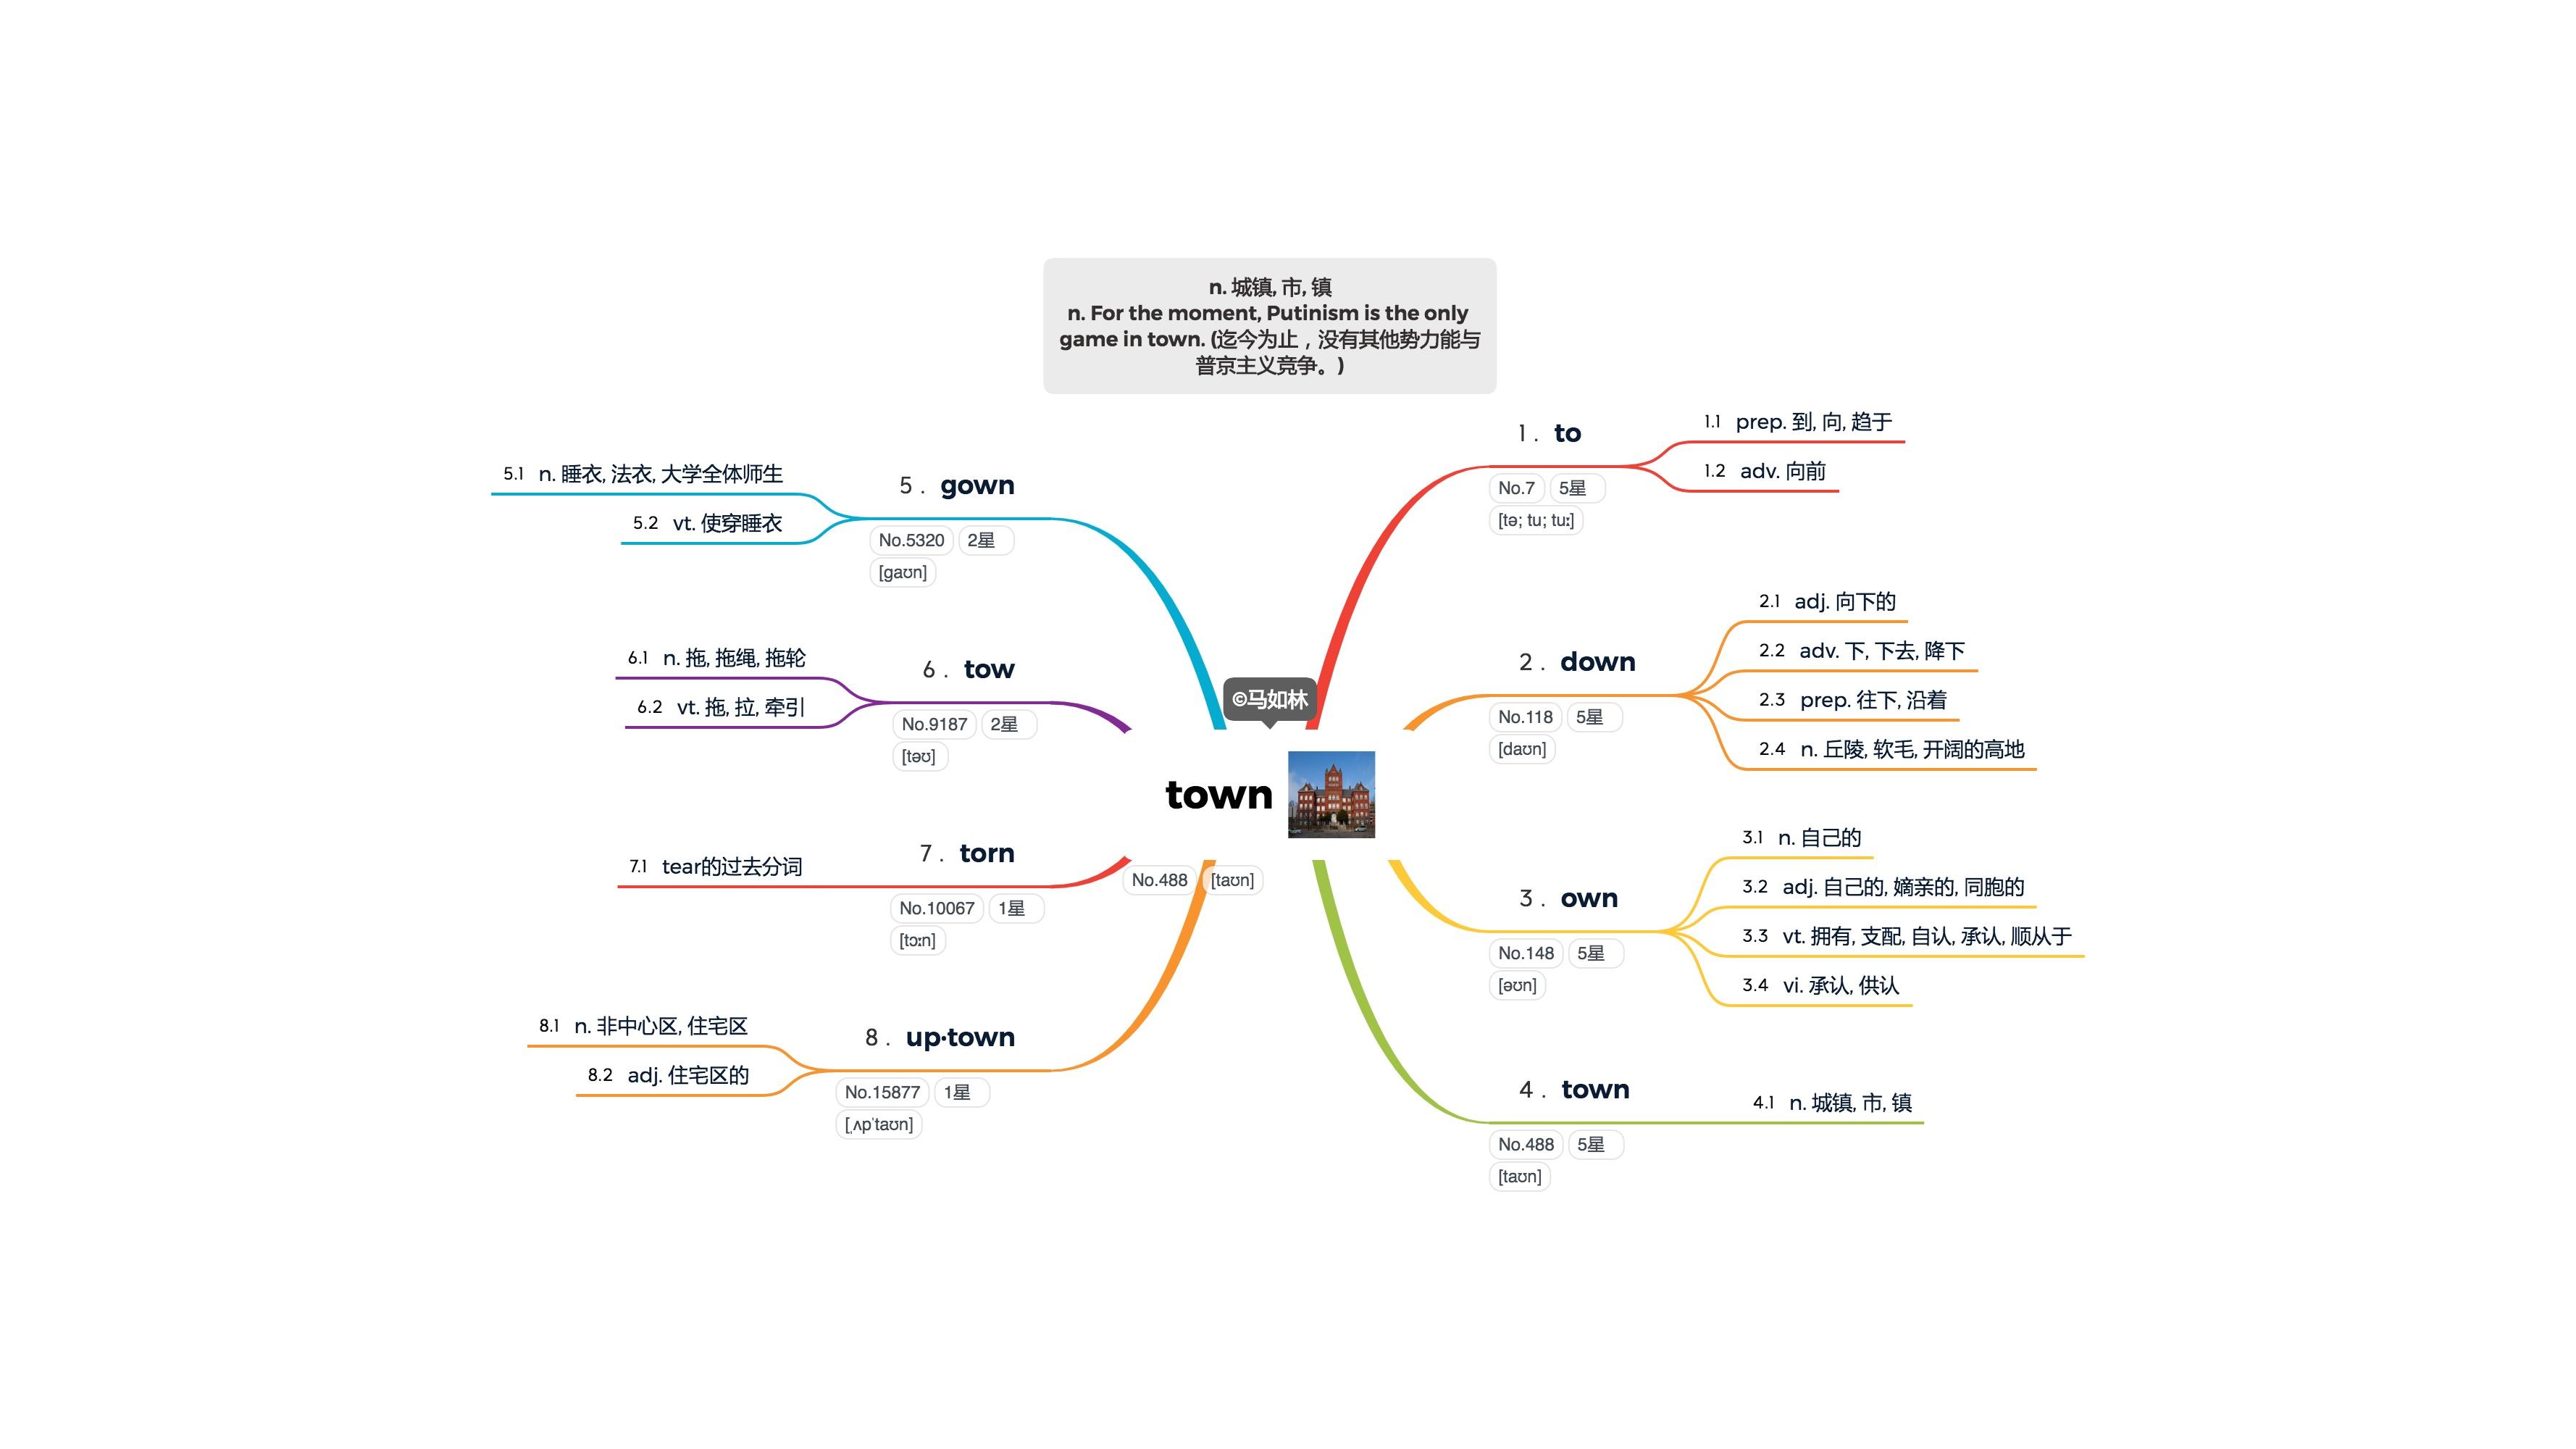 n. 城镇, 市, 镇
n. For the moment, Putinism is the only
game in town. (迄今为止，没有其他势力能与
普京主义竞争。)
©马如林
town
No.488 [taʊn]
1. to
No.7 5星
[tə; tu; tuː]
1.1 prep. 到, 向, 趋于
1.2 adv. 向前
2. down
No.118 5星
[daʊn]
2.1 adj. 向下的
2.2 adv. 下, 下去, 降下
2.3 prep. 往下, 沿着
2.4 n. 丘陵, 软毛, 开阔的高地
3. own
No.148 5星
[əʊn]
3.1 n. 自己的
3.2 adj. 自己的, 嫡亲的, 同胞的
3.3 vt. 拥有, 支配, 自认, 承认, 顺从于
3.4 vi. 承认, 供认
4. town
No.488 5星
[taʊn]
4.1 n. 城镇, 市, 镇
5. gown
No.5320 2星
[gaʊn]
5.1 n. 睡衣, 法衣, 大学全体师生
5.2 vt. 使穿睡衣
6. tow
No.9187 2星
[təʊ]
6.1 n. 拖, 拖绳, 拖轮
6.2 vt. 拖, 拉, 牵引
7. torn
No.10067 1星
[tɔːn]
7.1 tear的过去分词
8. up·town
No.15877 1星
[ˌʌpˈtaʊn]
8.1 n. 非中心区, 住宅区
8.2 adj. 住宅区的